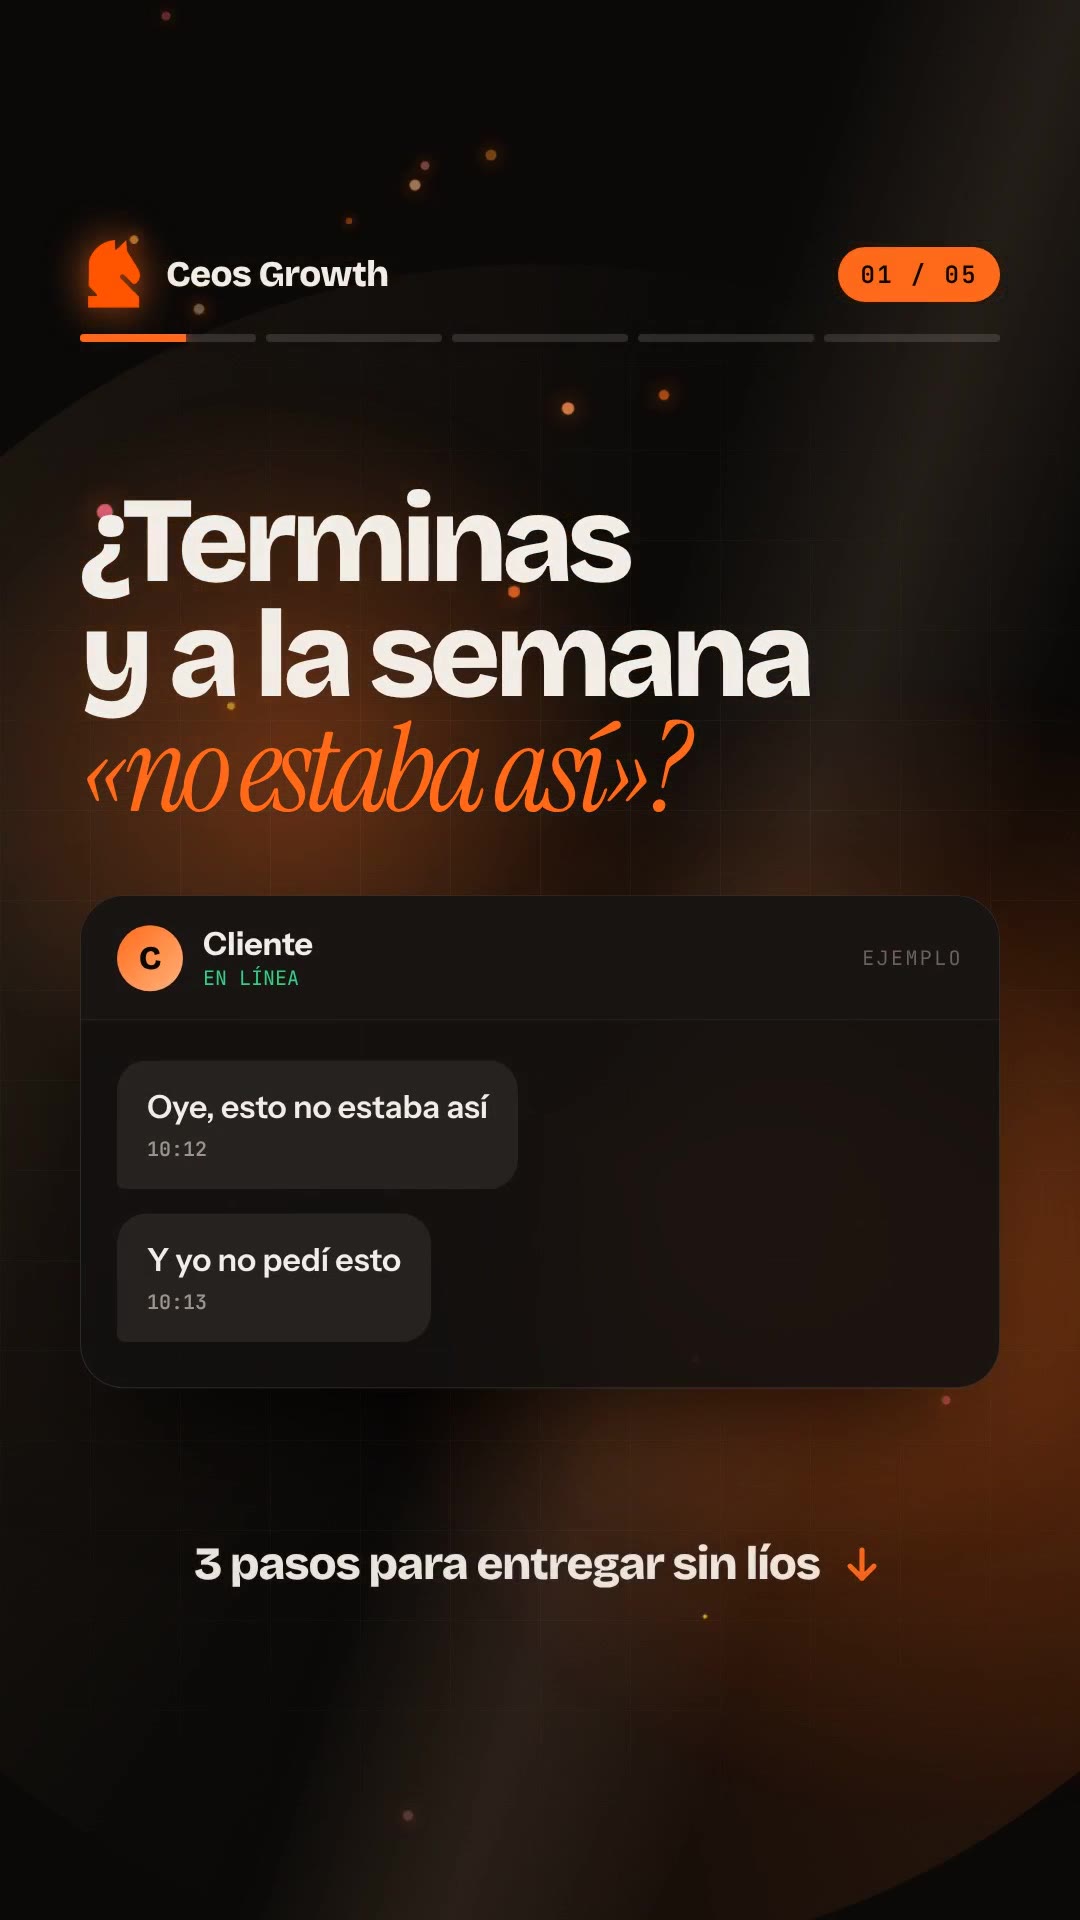 Ceos Growth
01 / 05
¿Terminas
y a la semana
«no estaba así»?
C
Cliente
EN LÍNEA
EJEMPLO
Oye, esto no estaba así
10:12
Y yo no pedí esto
10:13
3 pasos para entregar sin líos ↓